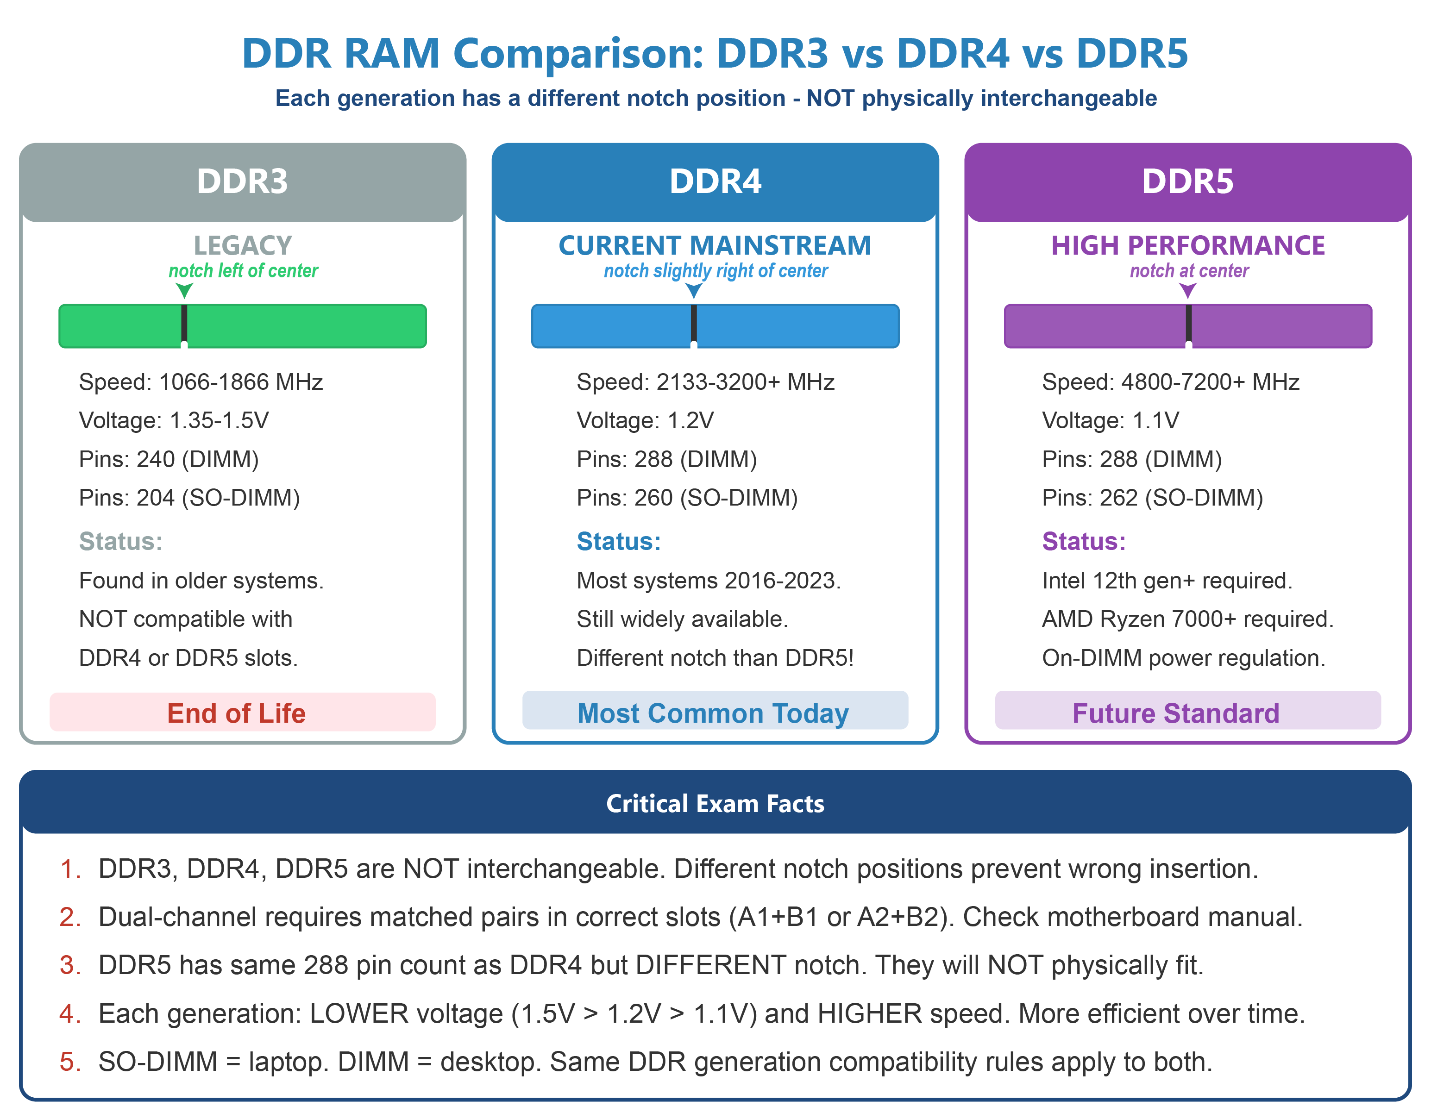 DDR RAM Comparison: DDR3 vs DDR4 vs DDR5
Each generation has a different notch position - NOT physically interchangeable
DDR3
LEGACY
notch left of center
Speed: 1066-1866 MHz
Voltage: 1.35-1.5V
Pins: 240 (DIMM)
Pins: 204 (SO-DIMM)
Status:
Found in older systems.
NOT compatible with
DDR4 or DDR5 slots.
End of Life
DDR4
CURRENT MAINSTREAM
notch slightly right of center
Speed: 2133-3200+ MHz
Voltage: 1.2V
Pins: 288 (DIMM)
Pins: 260 (SO-DIMM)
Status:
Most systems 2016-2023.
Still widely available.
Different notch than DDR5!
Most Common Today
DDR5
HIGH PERFORMANCE
notch at center
Speed: 4800-7200+ MHz
Voltage: 1.1V
Pins: 288 (DIMM)
Pins: 262 (SO-DIMM)
Status:
Intel 12th gen+ required.
AMD Ryzen 7000+ required.
On-DIMM power regulation.
Future Standard
Critical Exam Facts
1. DDR3, DDR4, DDR5 are NOT interchangeable. Different notch positions prevent wrong insertion.
2. Dual-channel requires matched pairs in correct slots (A1+B1 or A2+B2). Check motherboard manual.
3. DDR5 has same 288 pin count as DDR4 but DIFFERENT notch. They will NOT physically fit.
4. Each generation: LOWER voltage (1.5V > 1.2V > 1.1V) and HIGHER speed. More efficient over time.
5. SO-DIMM = laptop. DIMM = desktop. Same DDR generation compatibility rules apply to both.